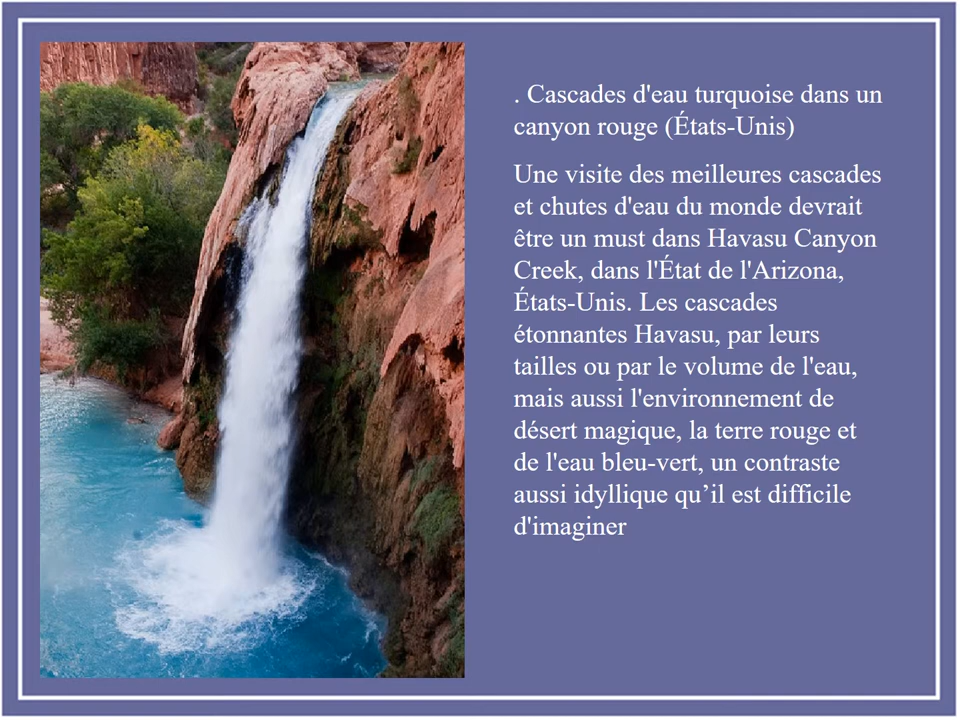 . Cascades d'eau turquoise dans un
canyon rouge (États-Unis)
Une visite des meilleures cascades
et chutes d'eau du monde devrait
être un must dans Havasu Canyon
Creek, dans l'État de l'Arizona,
États-Unis. Les cascades
étonnantes Havasu, par leurs
tailles ou par le volume de l'eau,
mais aussi l'environnement de
désert magique, la terre rouge et
de l'eau bleu-vert, un contraste
aussi idyllique qu’il est difficile
d'imaginer